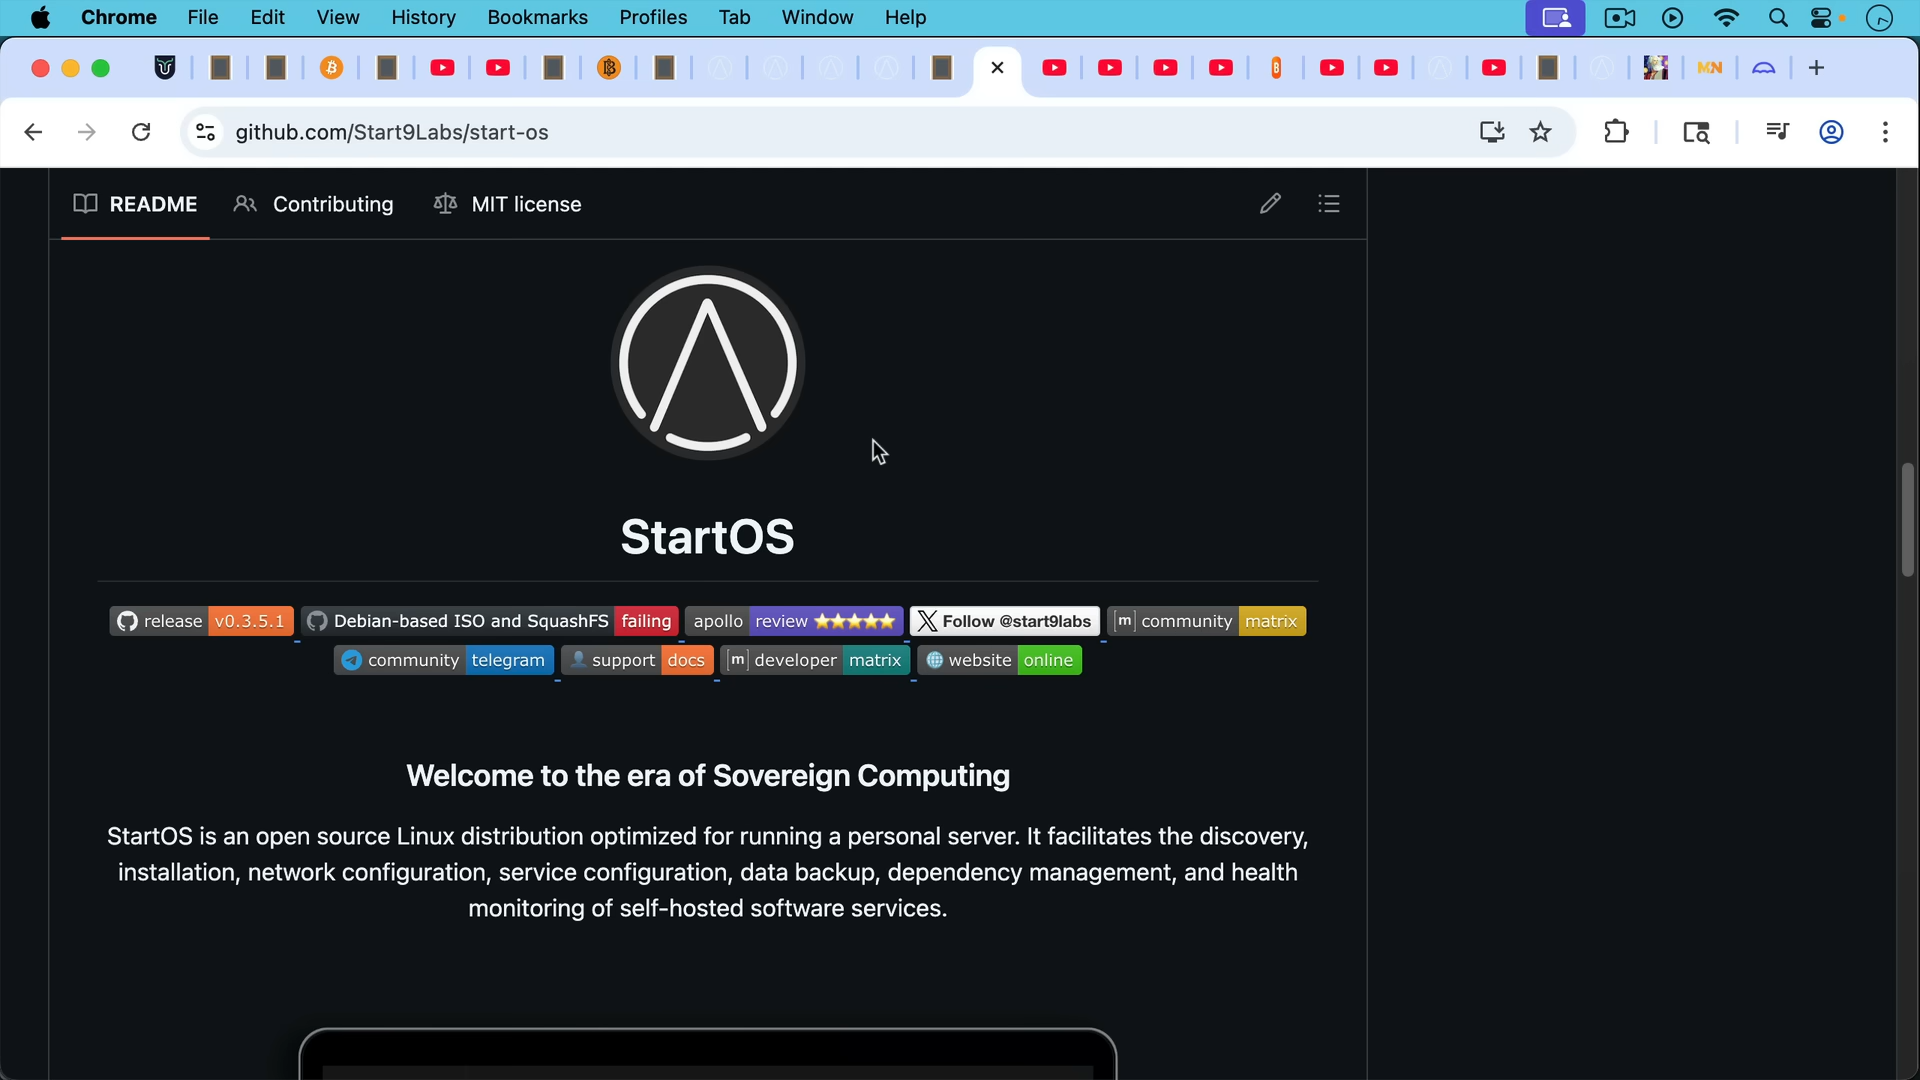 Chrome File Edit View History Bookmarks Profiles Tab Window Help
MN
github.com/Start9Labs/start-os
README Contributing MIT license
StartOS
release v0.3.5.1 Debian-based ISO and SquashFS failing apollo review ⭐⭐⭐⭐⭐ Follow @start9labs [m] community matrix
community telegram support docs [m] developer matrix website online
Welcome to the era of Sovereign Computing
StartOS is an open source Linux distribution optimized for running a personal server. It facilitates the discovery,
installation, network configuration, service configuration, data backup, dependency management, and health
monitoring of self-hosted software services.